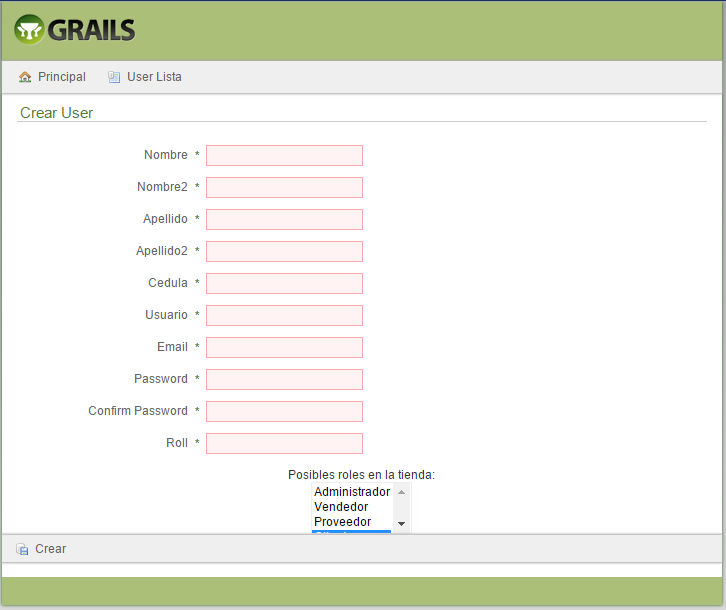 GRAILS
Principal User Lista
Crear User
Nombre *
Nombre2 *
Apellido *
Apellido2 *
Cedula *
Usuario *
Email *
Password *
Confirm Password *
Roll *
Posibles roles en la tienda:
Administrador
Vendedor
Proveedor
Crear